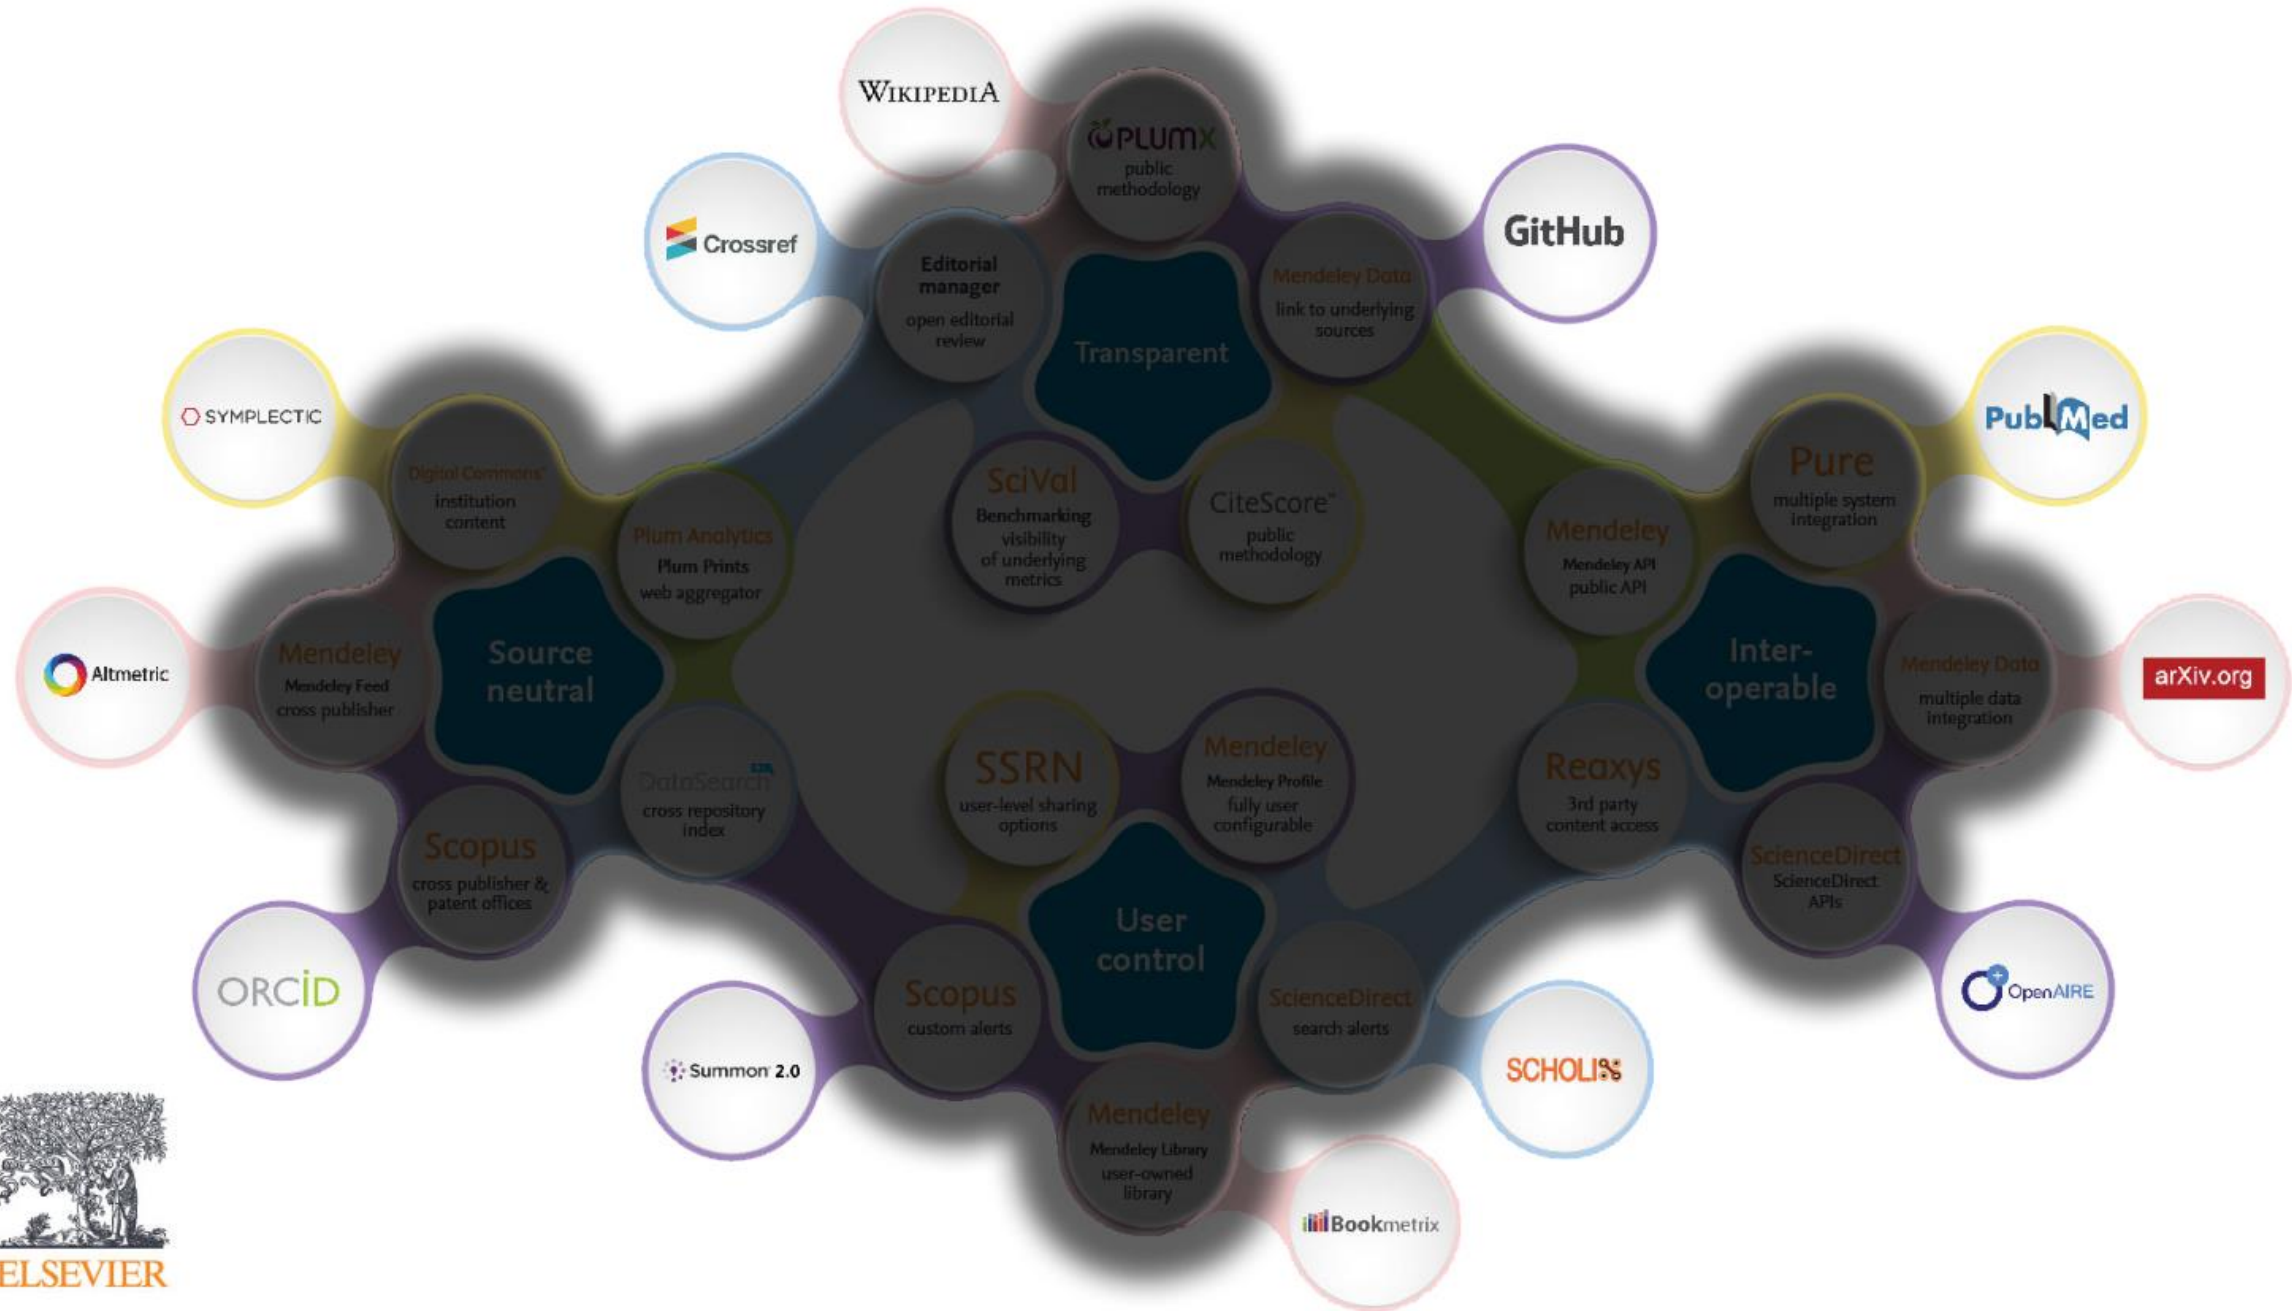 WIKIPEDIA
PLUMX
public
methodology
Crossref
GitHub
Editorial
manager
open editorial
review
Mendeley Data
link to underlying
sources
Transparent
SciVal
Benchmarking
visibility
of underlying
metrics
CiteScore™
public
methodology
SYMPLECTIC
Digital Commons
institution
content
Plum Analytics
Plum Prints
web aggregator
Altmetric
Mendeley
Mendeley Feed
cross publisher
Source
neutral
Scopus
cross publisher &
patent offices
DataSearch
cross repository
index
ORCiD
PubMed
Pure
multiple system
integration
Mendeley
Mendeley API
public API
Inter-
operable
Mendeley Data
multiple data
integration
arXiv.org
Reaxys
3rd party
content access
ScienceDirect
ScienceDirect
APIs
OpenAIRE
SSRN
user-level sharing
options
Mendeley
Mendeley Profile
fully user
configurable
User
control
Scopus
custom alerts
ScienceDirect
search alerts
Summon 2.0
SCHOLIX
Mendeley
Mendeley Library
user-owned
library
Bookmetrix
ELSEVIER